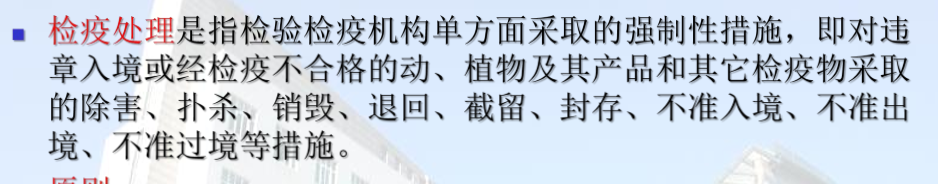 检疫处理是指检验检疫机构单方面采取的强制性措施，即对违
章入境或经检疫不合格的动、植物及其产品和其它检疫物采取
的除害、扑杀、销毁、退回、截留、封存、不准入境、不准出
境、不准过境等措施。
原则